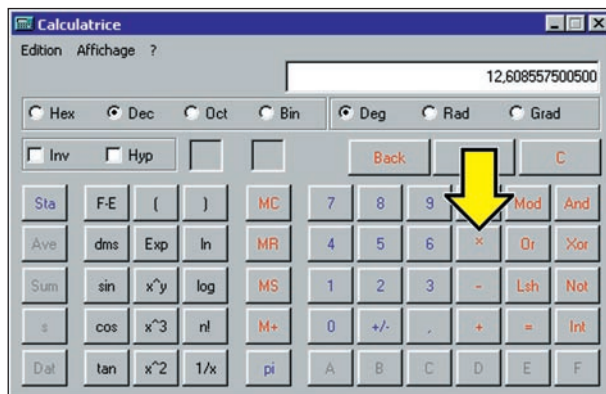 Calculatrice
Edition Affichage ?
12,608557500500
Hex Dec Oct Bin Deg Rad Grad
Inv Hyp Back C
Sta F-E ( ) MC 7 8 9 Mod And
Ave dms Exp ln MR 4 5 6 × Or Xor
Sum sin x^y log MS 1 2 3 - Lsh Not
s cos x^3 n! M+ 0 +/- , + = Int
Dat tan x^2 1/x pi A B C D E F